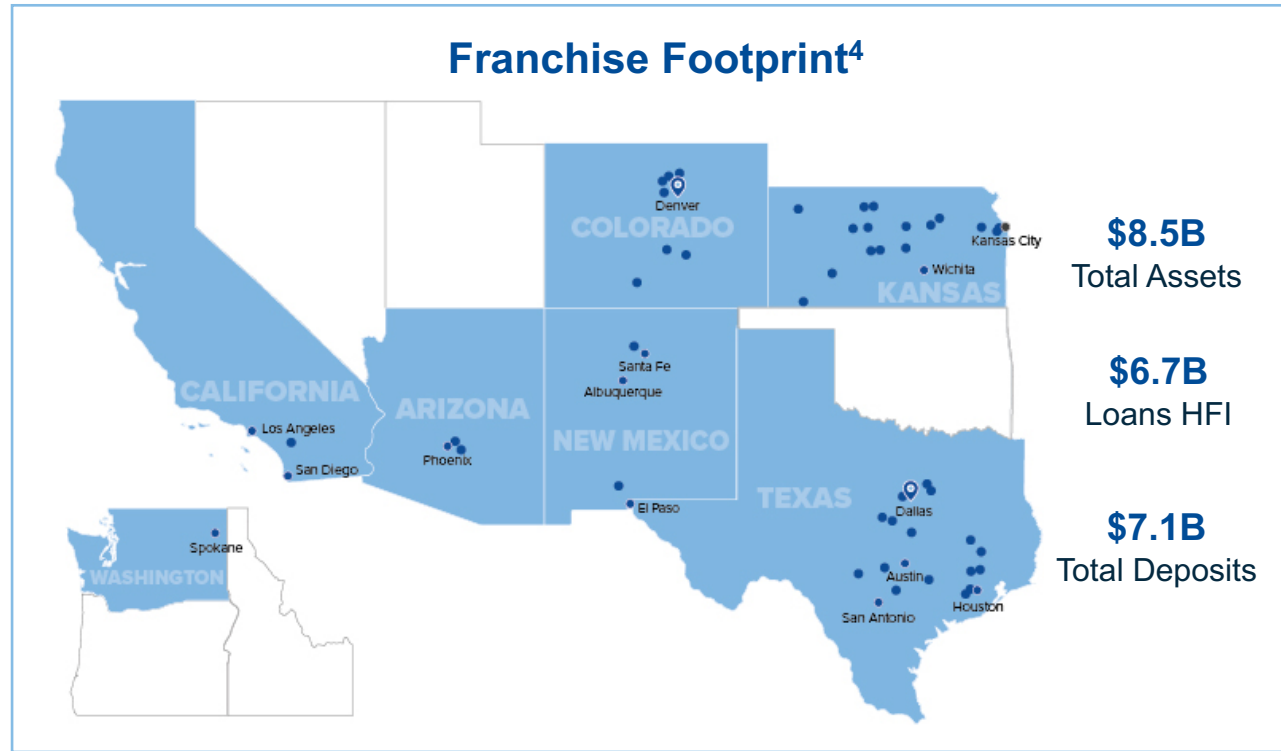 Franchise Footprint4
Denver
COLORADO
Kansas City
Wichita
KANSAS
$8.5B
Total Assets
Santa Fe
Albuquerque
CALIFORNIA
ARIZONA
NEW MEXICO
$6.7B
Loans HFI
Los Angeles
San Diego
Phoenix
El Paso
TEXAS
Dallas
Austin
San Antonio
Houston
$7.1B
Total Deposits
Spokane
WASHINGTON